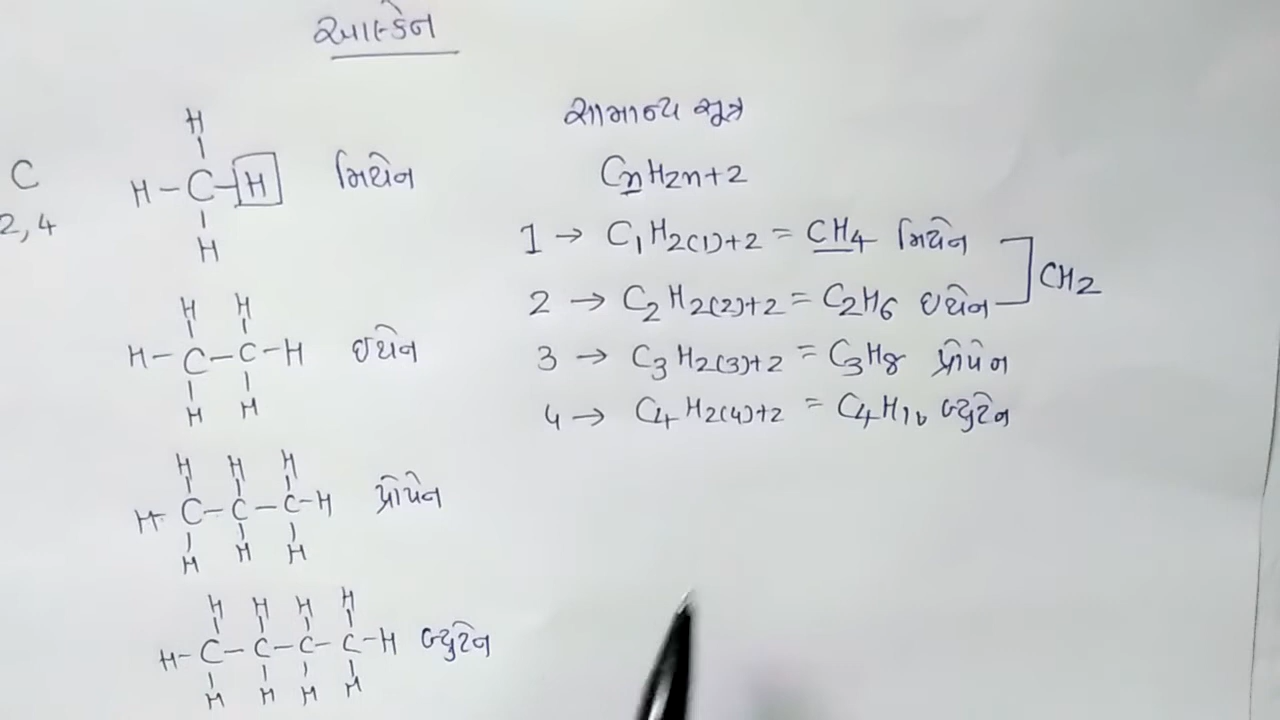 આલ્કેન
સામાન્ય સૂત્ર
CnH2n+2
C
2,4
H
H-C-H મિથેન
H
1 → C1H2(1)+2 = CH4 મિથેન
2 → C2H2(2)+2 = C2H6 ઇથેન
CH2
3 → C3H2(3)+2 = C3H8 પ્રોપેન
4 → C4H2(4)+2 = C4H10 બ્યુટેન
H H
H-C-C-H ઇથેન
H H
H H H
H-C-C-C-H પ્રોપેન
H H H
H H H H
H-C-C-C-C-H બ્યુટેન
H H H H